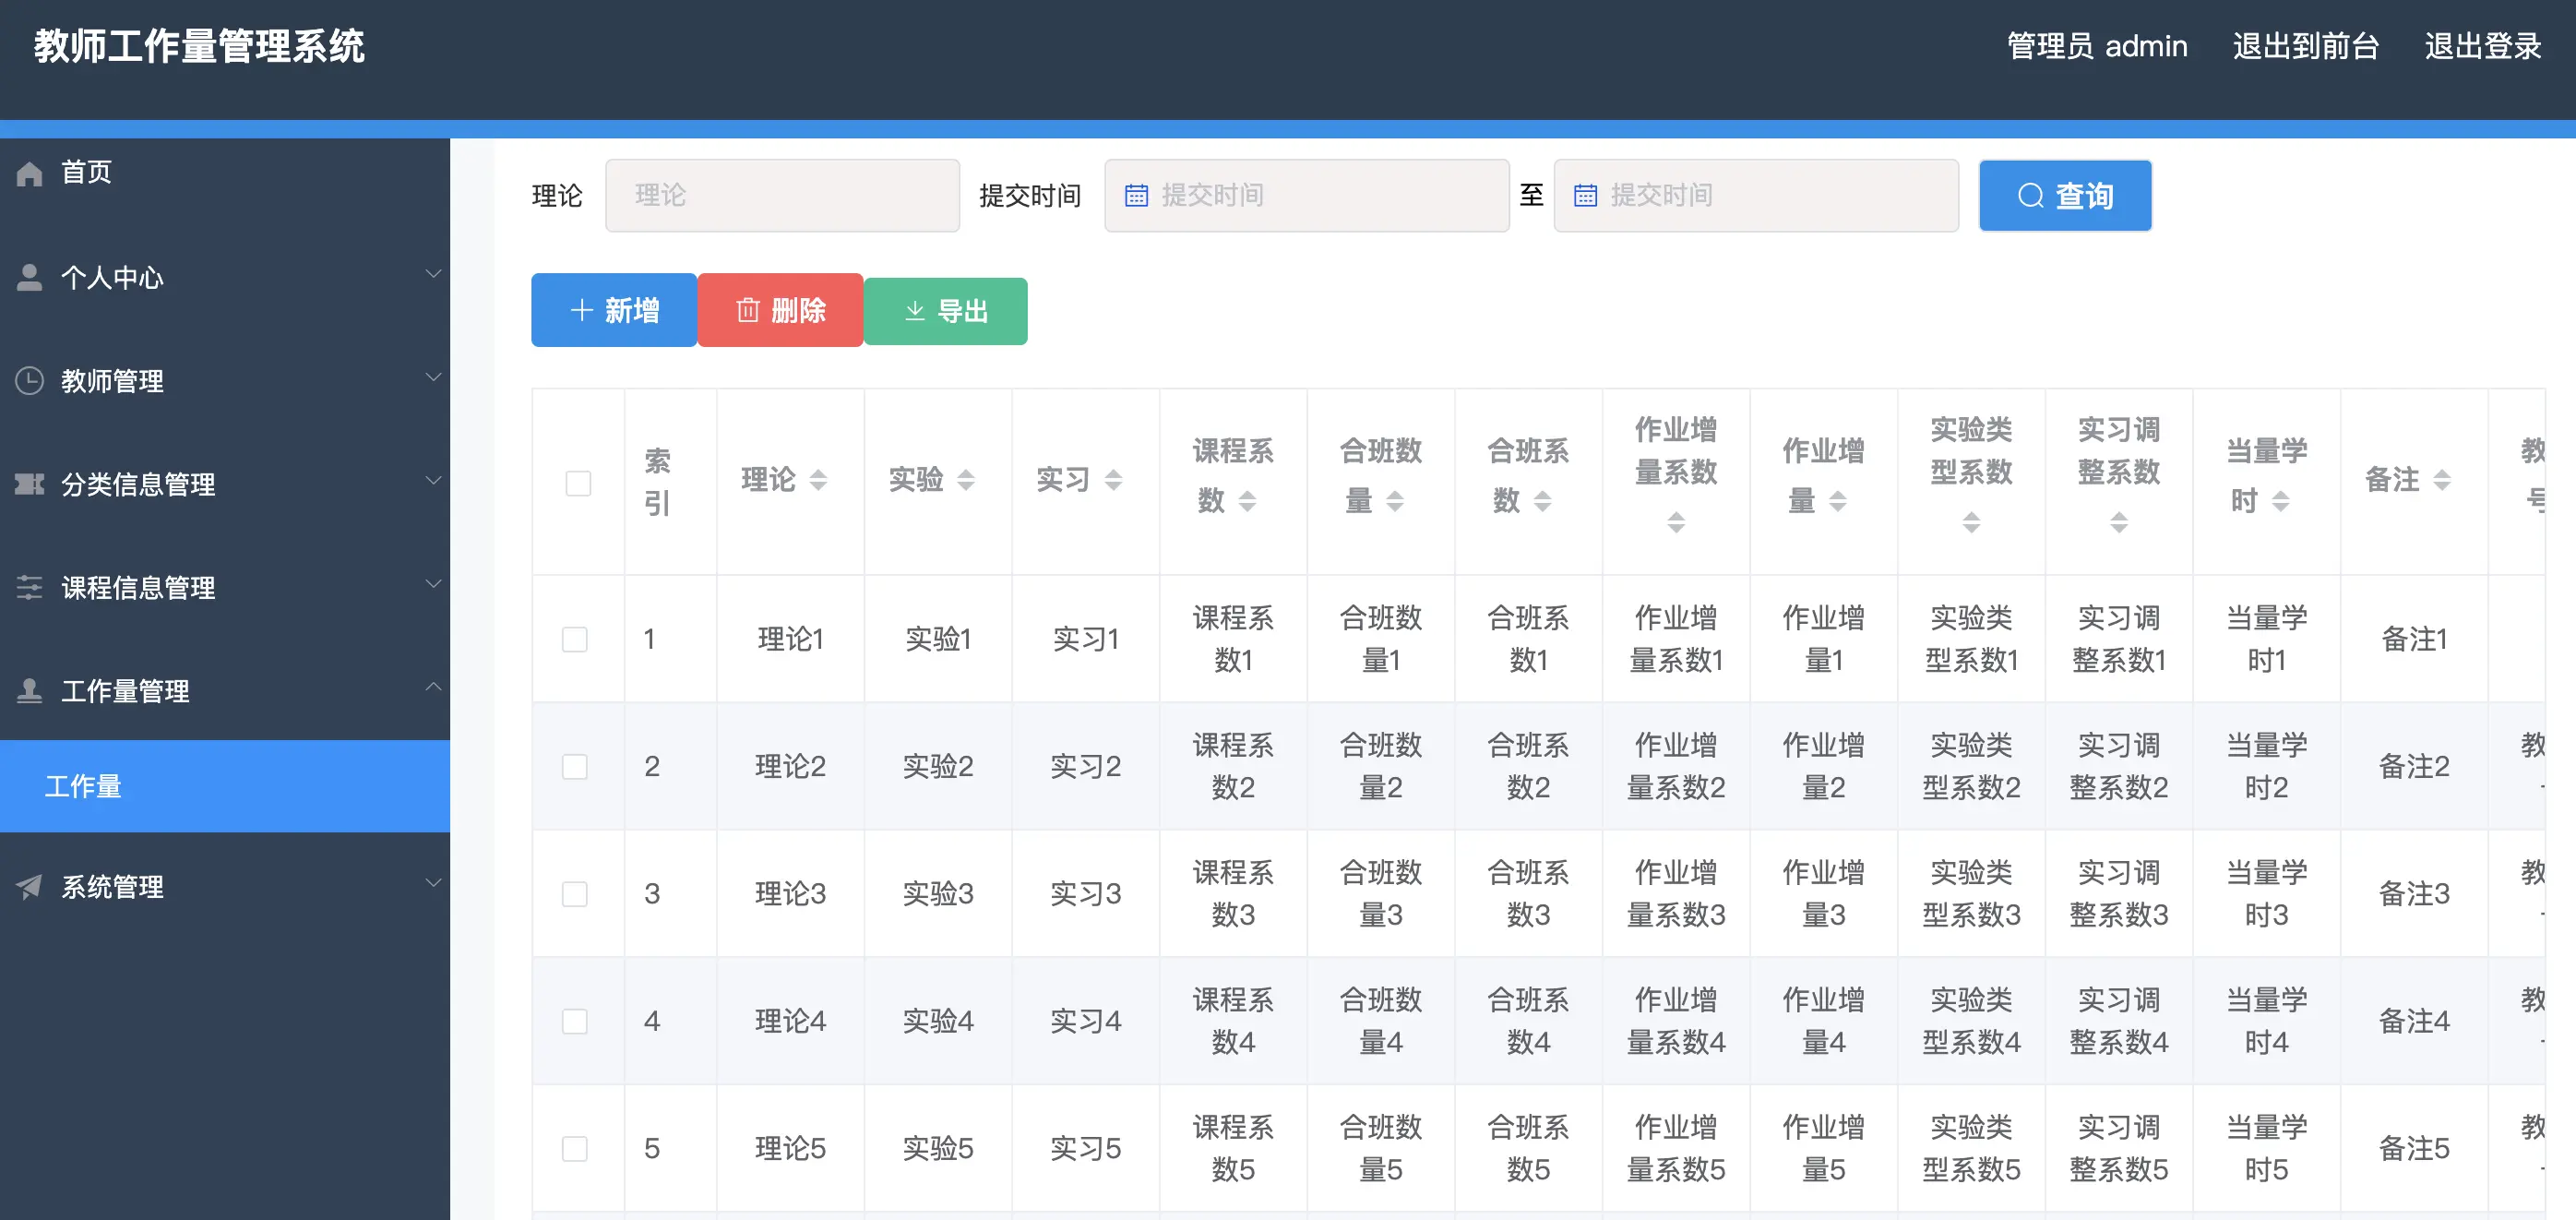 教师工作量管理系统
管理员 admin 退出到前台 退出登录
首页
个人中心
教师管理
分类信息管理
课程信息管理
工作量管理
工作量
系统管理
理论 理论 提交时间 提交时间 至 提交时间 查询
新增 删除 导出
索引 理论 实验 实习 课程系数 合班数量 合班系数 作业增量系数 作业增量 实验类型系数 实习调整系数 当量学时 备注 教
1 理论1 实验1 实习1 课程系数1 合班数量1 合班系数1 作业增量系数1 作业增量1 实验类型系数1 实习调整系数1 当量学时1 备注1
2 理论2 实验2 实习2 课程系数2 合班数量2 合班系数2 作业增量系数2 作业增量2 实验类型系数2 实习调整系数2 当量学时2 备注2 教
3 理论3 实验3 实习3 课程系数3 合班数量3 合班系数3 作业增量系数3 作业增量3 实验类型系数3 实习调整系数3 当量学时3 备注3 教
4 理论4 实验4 实习4 课程系数4 合班数量4 合班系数4 作业增量系数4 作业增量4 实验类型系数4 实习调整系数4 当量学时4 备注4 教
5 理论5 实验5 实习5 课程系数5 合班数量5 合班系数5 作业增量系数5 作业增量5 实验类型系数5 实习调整系数5 当量学时5 备注5 教